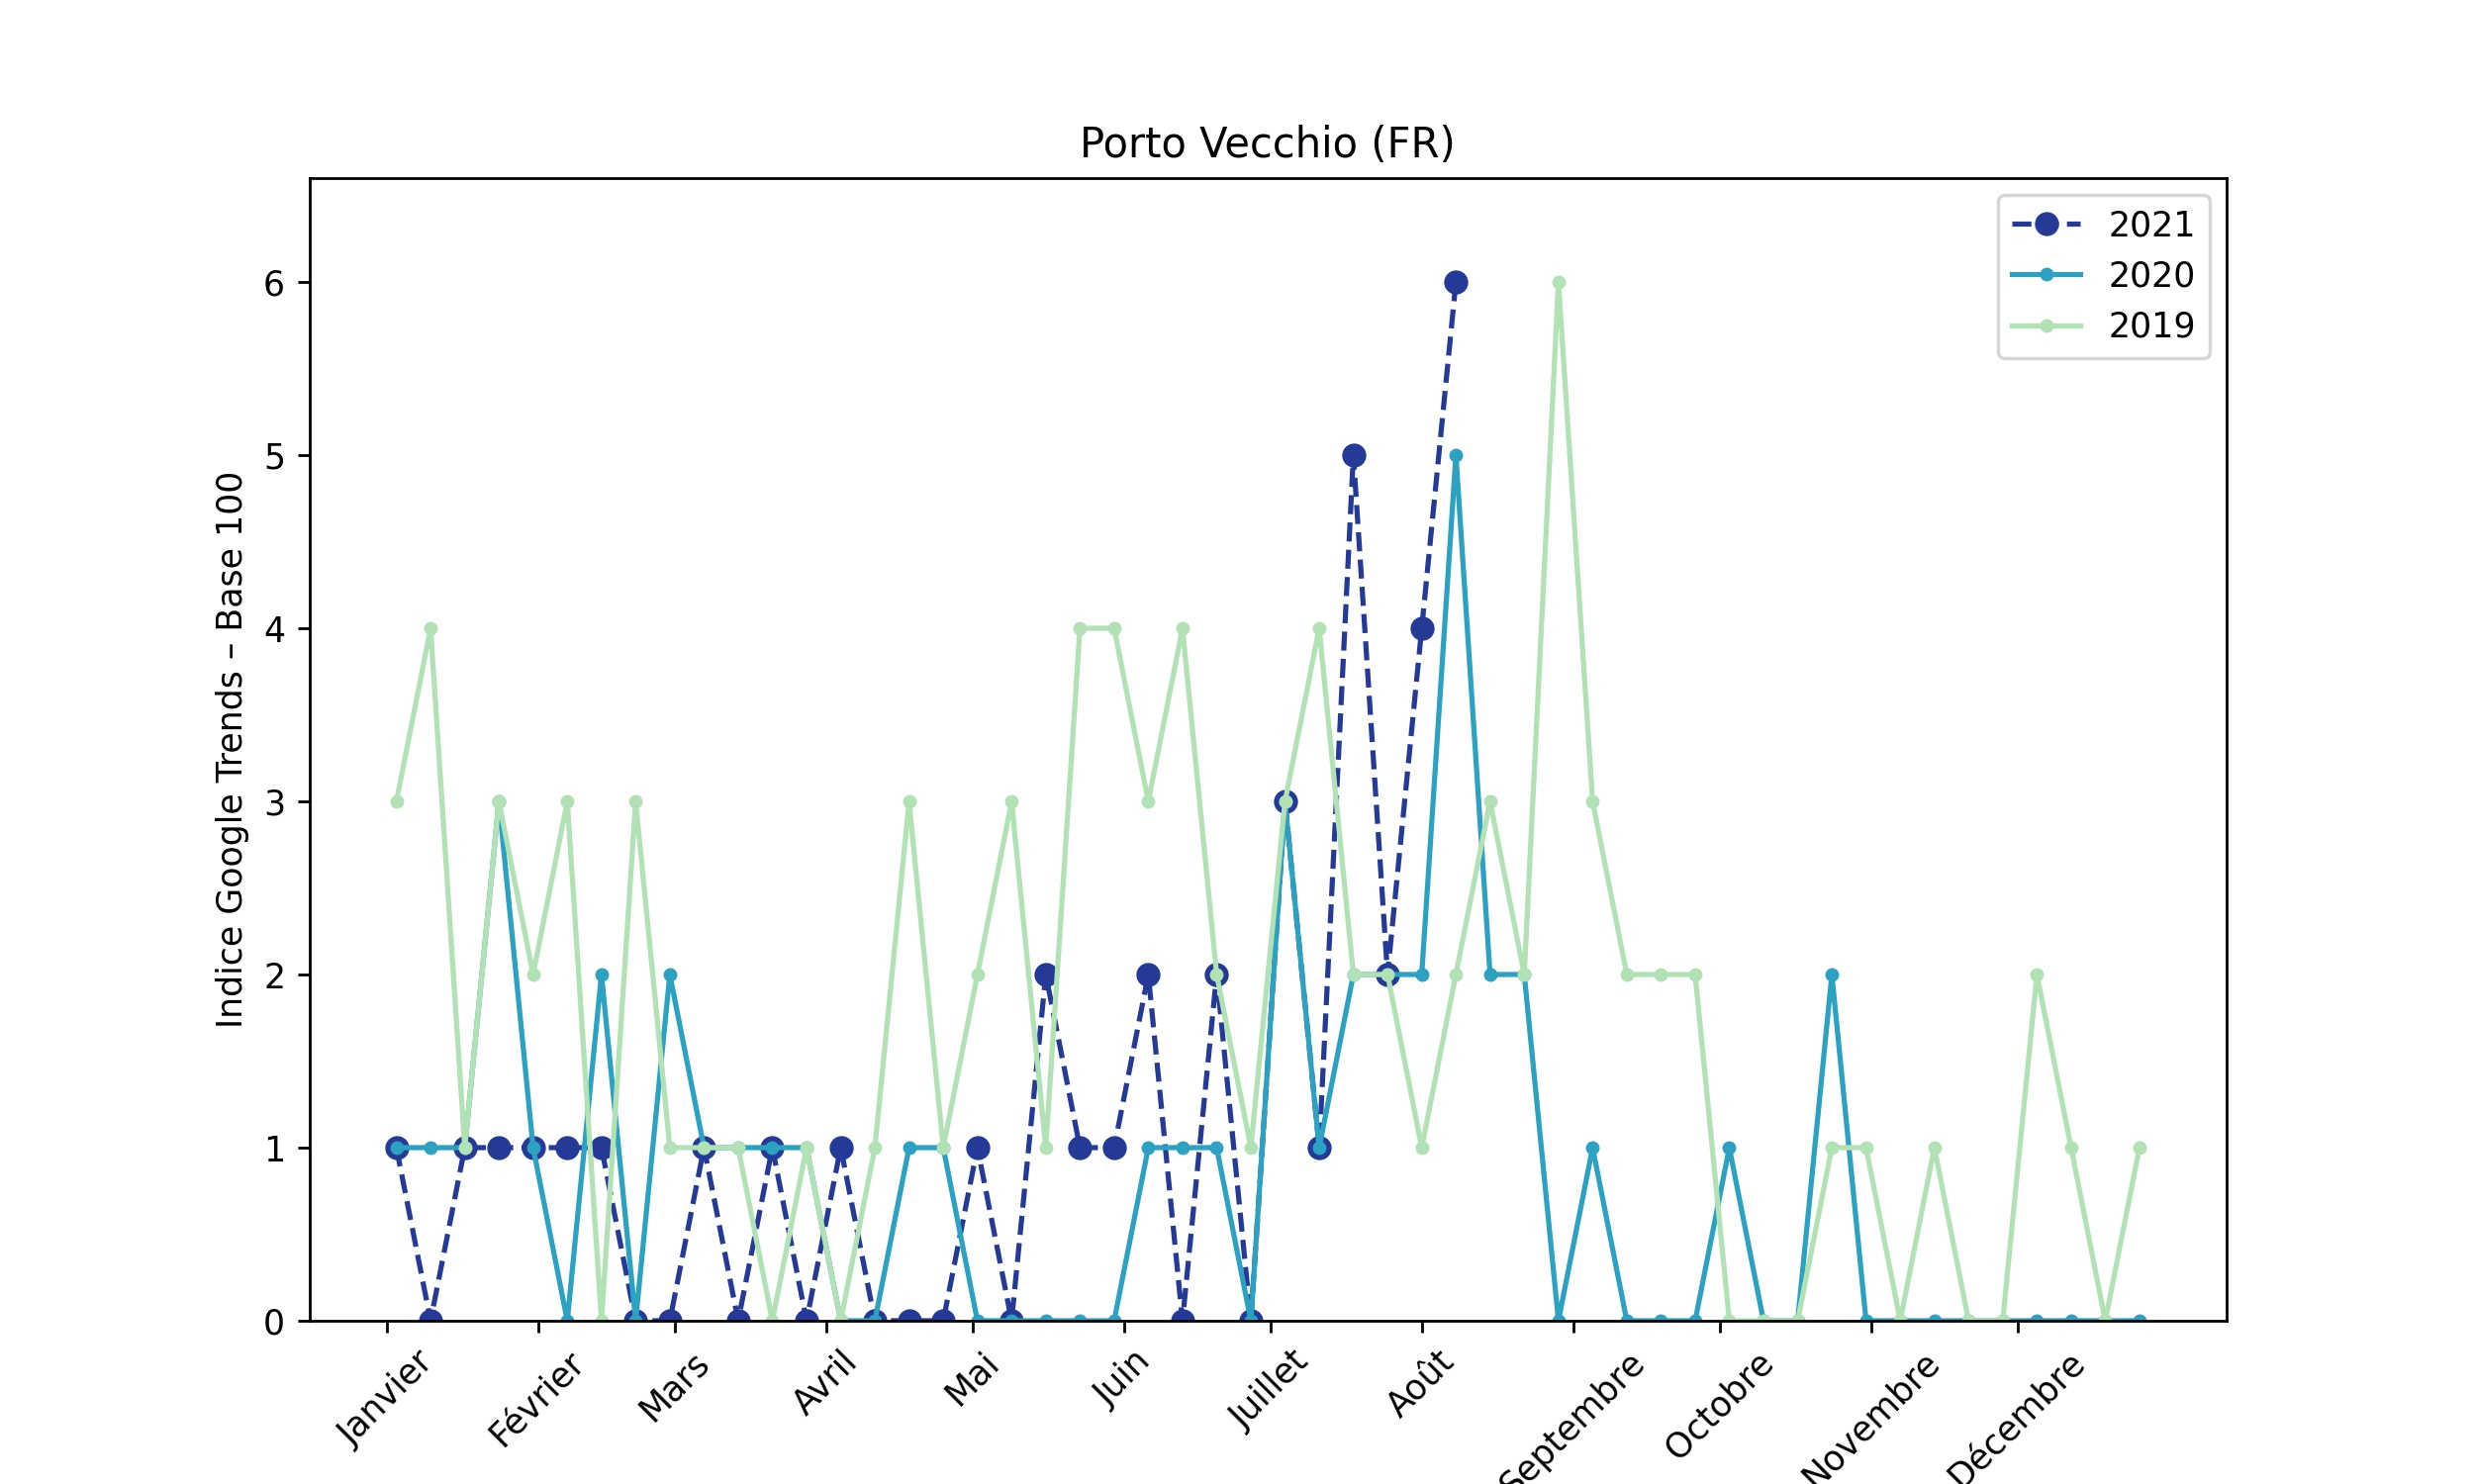 Porto Vecchio (FR)
2021
2020
2019
Indice Google Trends – Base 100
6
5
4
3
2
1
0
Janvier
Février
Mars
Avril
Mai
Juin
Juillet
Août
Septembre
Octobre
Novembre
Décembre